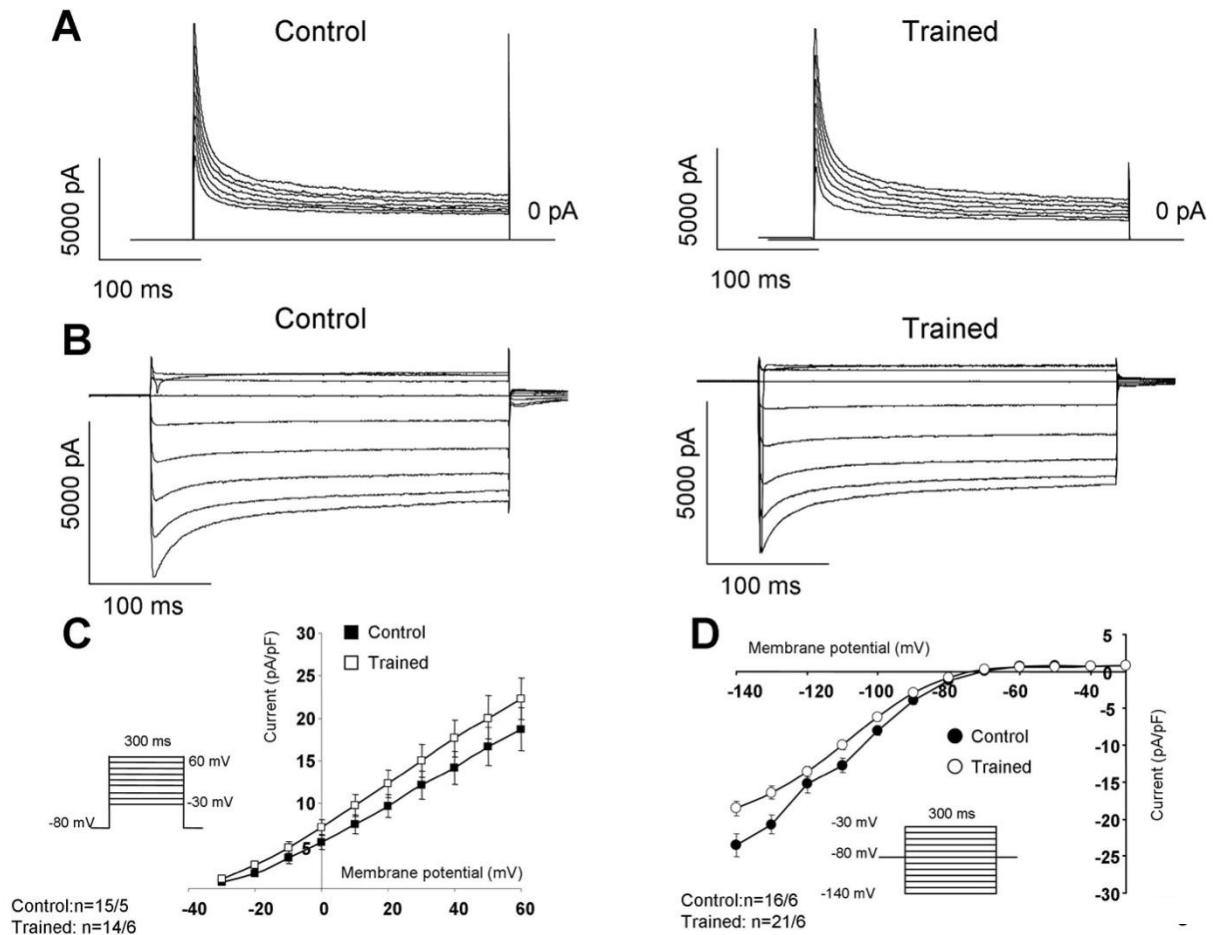 A
Control
Trained
5000 pA
0 pA
100 ms
5000 pA
0 pA
100 ms
B
Control
Trained
5000 pA
100 ms
5000 pA
100 ms
C
Current (pA/pF)
30
25
20
15
10
5
Control
Trained
300 ms
60 mV
-30 mV
-80 mV
Membrane potential (mV)
-40 -20 0 20 40 60
Control:n=15/5
Trained: n=14/6
D
Membrane potential (mV)
-140 -120 -100 -80 -60 -40
5
0
-5
-10
-15
-20
-25
-30
Current (pA/pF)
Control
Trained
300 ms
-30 mV
-80 mV
-140 mV
Control:n=16/6
Trained: n=21/6